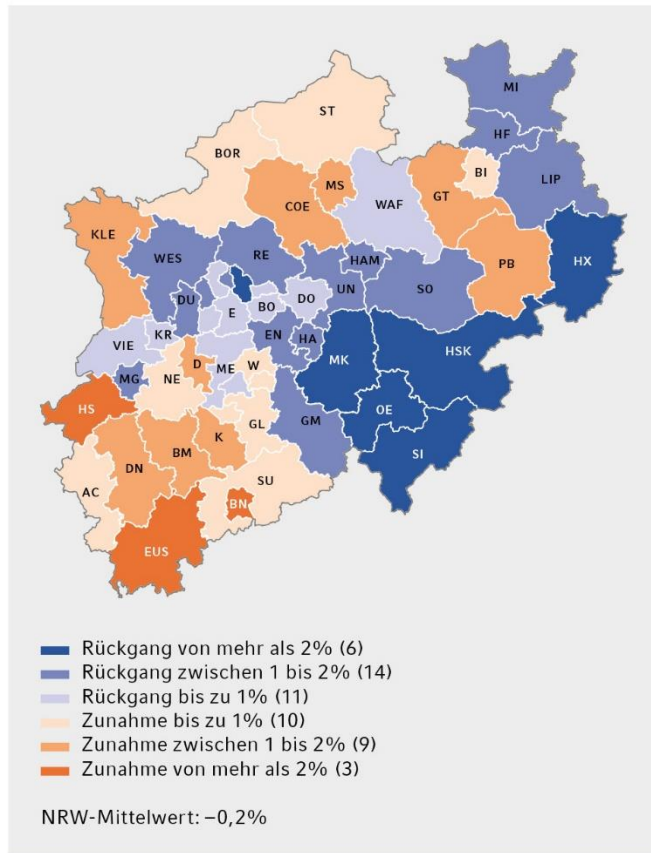 MI
ST
HF
BOR
BI
MS
LIP
GT
COE
WAF
KLE
WES
RE
HAM
PB
HX
UN
SO
DU
DO
E
BO
EN
HA
KR
VIE
MK
HSK
D
ME
W
MG
NE
HS
OE
GL
GM
K
BM
SI
DN
SU
AC
BN
EUS
Rückgang von mehr als 2% (6)
Rückgang zwischen 1 bis 2% (14)
Rückgang bis zu 1% (11)
Zunahme bis zu 1% (10)
Zunahme zwischen 1 bis 2% (9)
Zunahme von mehr als 2% (3)
NRW-Mittelwert: –0,2%